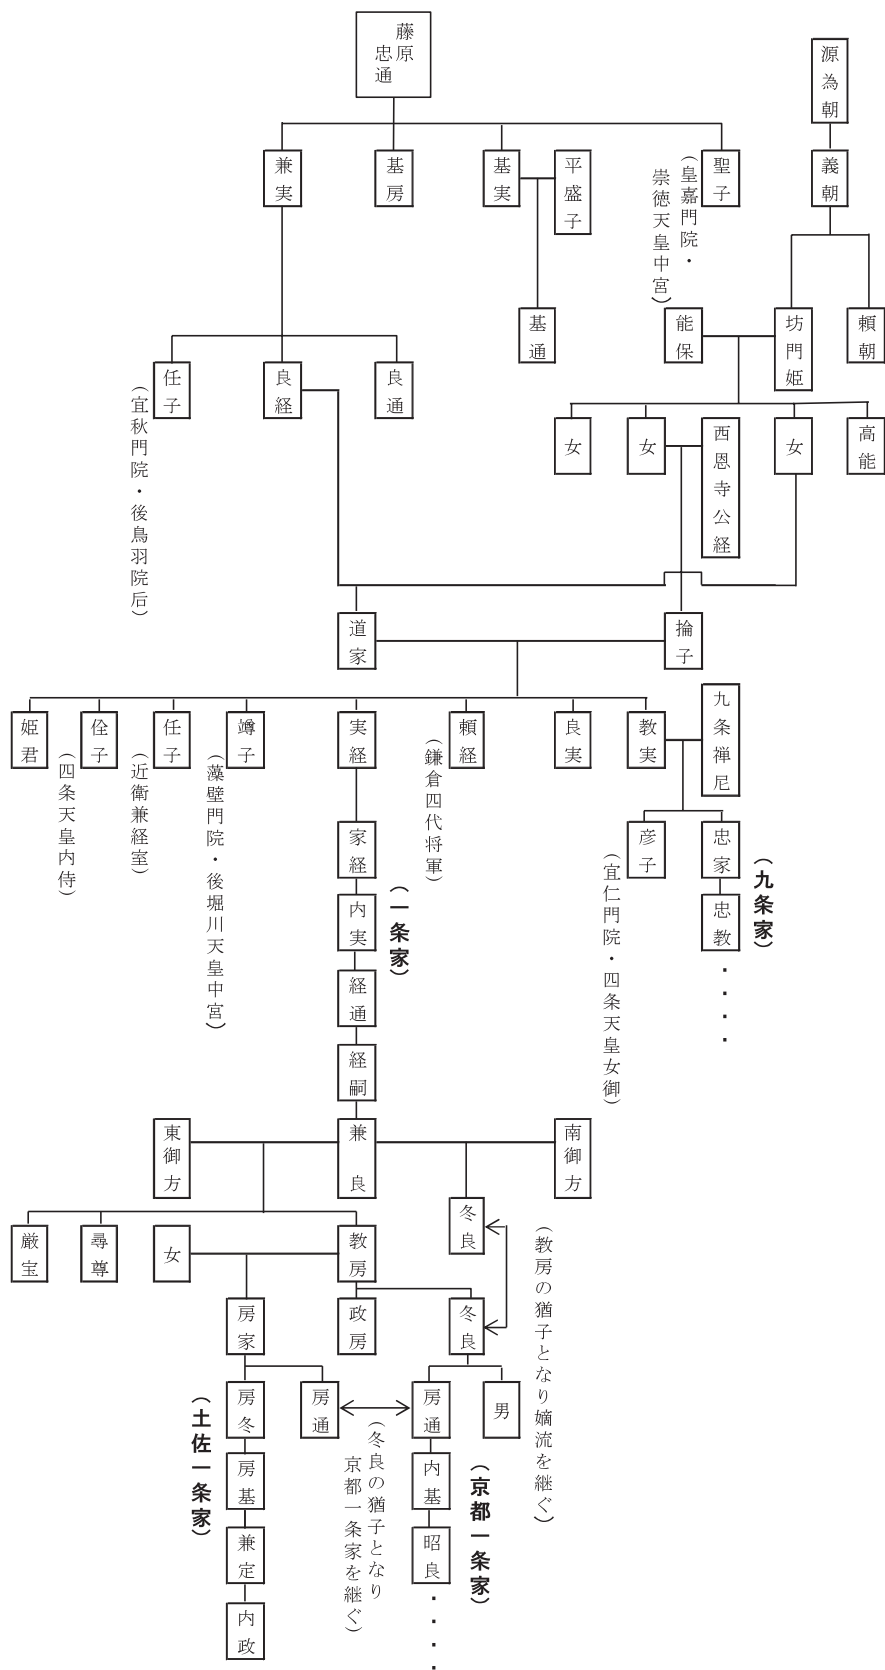 藤原
忠通
源為朝
兼実
基房
基実
平盛子
聖子
(皇嘉門院・
崇徳天皇中宮)
義朝
基通
能保
坊門姫
頼朝
任子
(宜秋門院・後鳥羽院后)
良経
良通
女
女
西恩寺公経
女
高能
道家
掄子
姫君
佺子
(四条天皇内侍)
任子
(近衛兼経室)
竴子
(藻壁門院・後堀川天皇中宮)
実経
頼経
(鎌倉四代将軍)
良実
教実
九条禅尼
家経
彦子
(宜仁門院・四条天皇女御)
忠家
(九条家)
内実
(一条家)
忠教
・・・・
経通
経嗣
東御方
兼良
南御方
冬良
厳宝
尋尊
女
教房
(教房の猶子となり嫡流を継ぐ)
房家
政房
冬良
房冬
房通
房通
男
(土佐一条家)
(冬良の猶子となり
京都一条家を継ぐ)
(京都一条家)
房基
内基
兼定
昭良
・・・・
内政